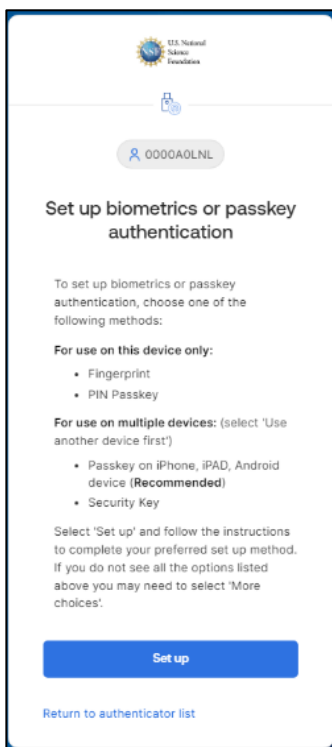 NSF
U.S. National
Science
Foundation
0000A0LNL
Set up biometrics or passkey
authentication
To set up biometrics or passkey
authentication, choose one of the
following methods:
For use on this device only:
• Fingerprint
• PIN Passkey
For use on multiple devices: (select 'Use
another device first')
• Passkey on iPhone, iPAD, Android
device (Recommended)
• Security Key
Select 'Set up' and follow the instructions
to complete your preferred set up method.
If you do not see all the options listed
above you may need to select 'More
choices'.
Set up
Return to authenticator list